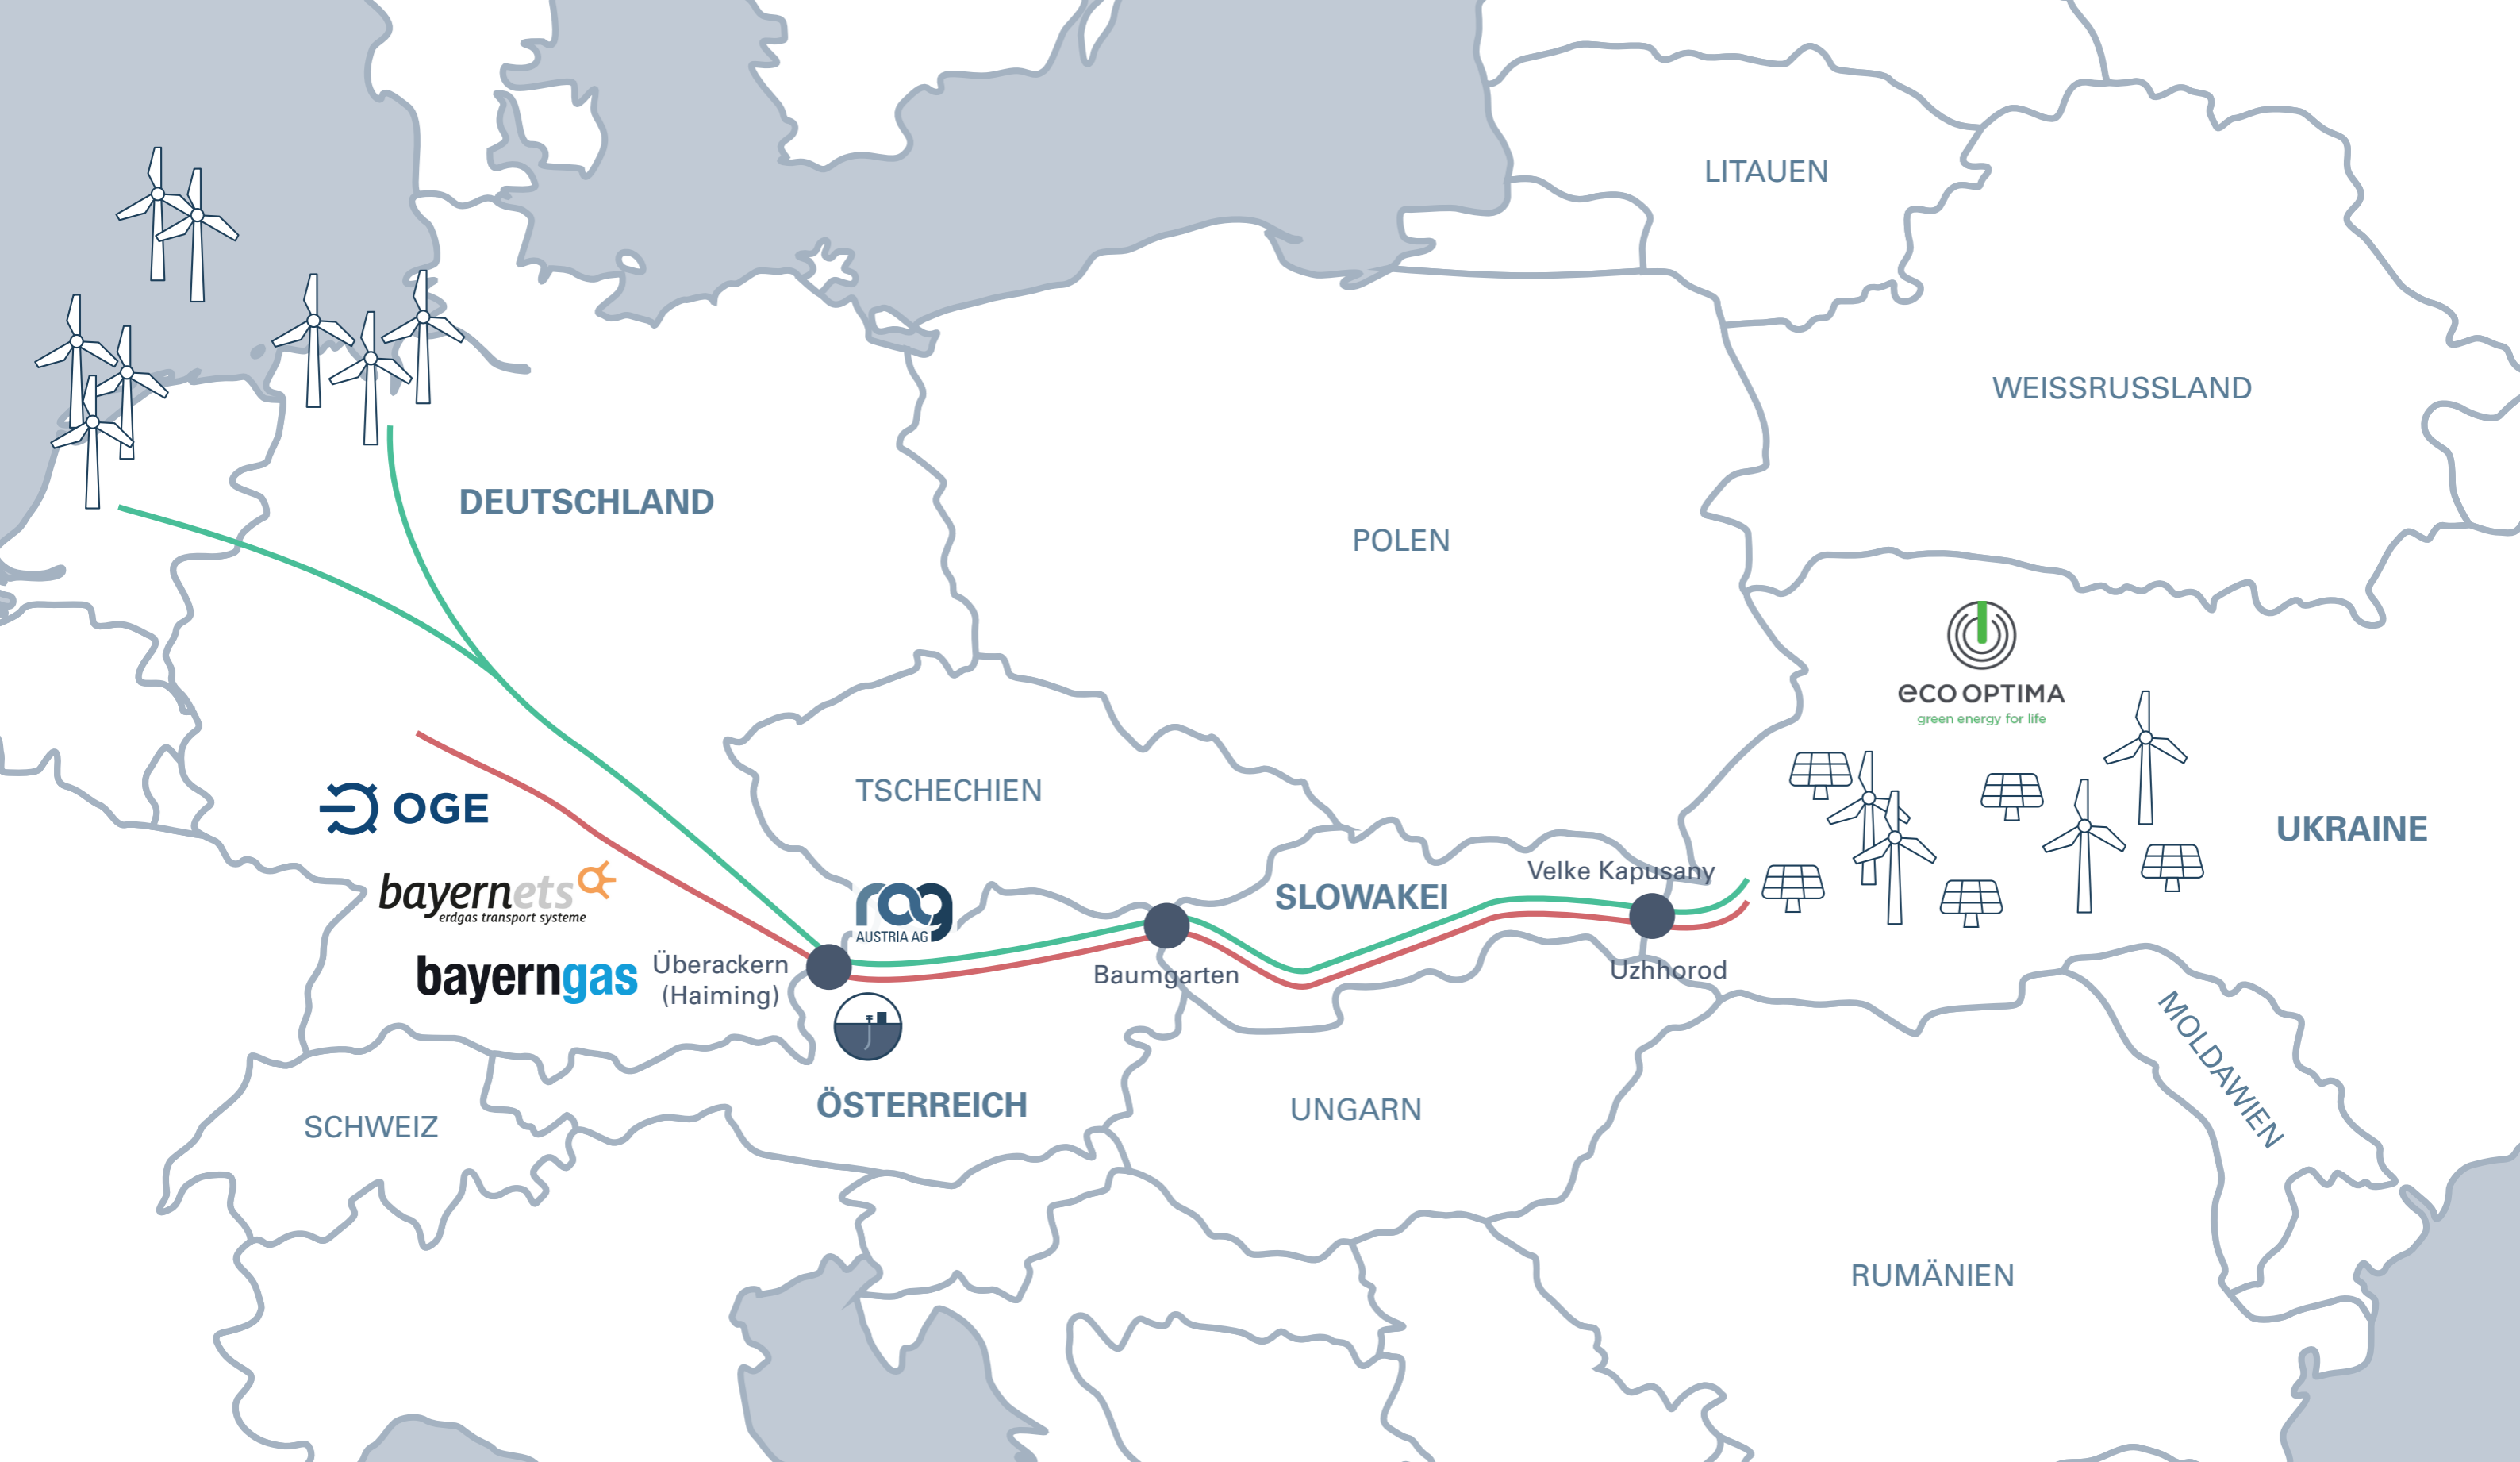 LITAUEN
WEISSRUSSLAND
DEUTSCHLAND
POLEN
eco OPTIMA
green energy for life
TSCHECHIEN
OGE
UKRAINE
Velke Kapusany
bayernets
erdgas transport systeme
SLOWAKEI
rag
AUSTRIA AG
bayerngas
Überackern
(Haiming)
Baumgarten
Uzhhorod
MOLDAWIEN
ÖSTERREICH
UNGARN
SCHWEIZ
RUMÄNIEN